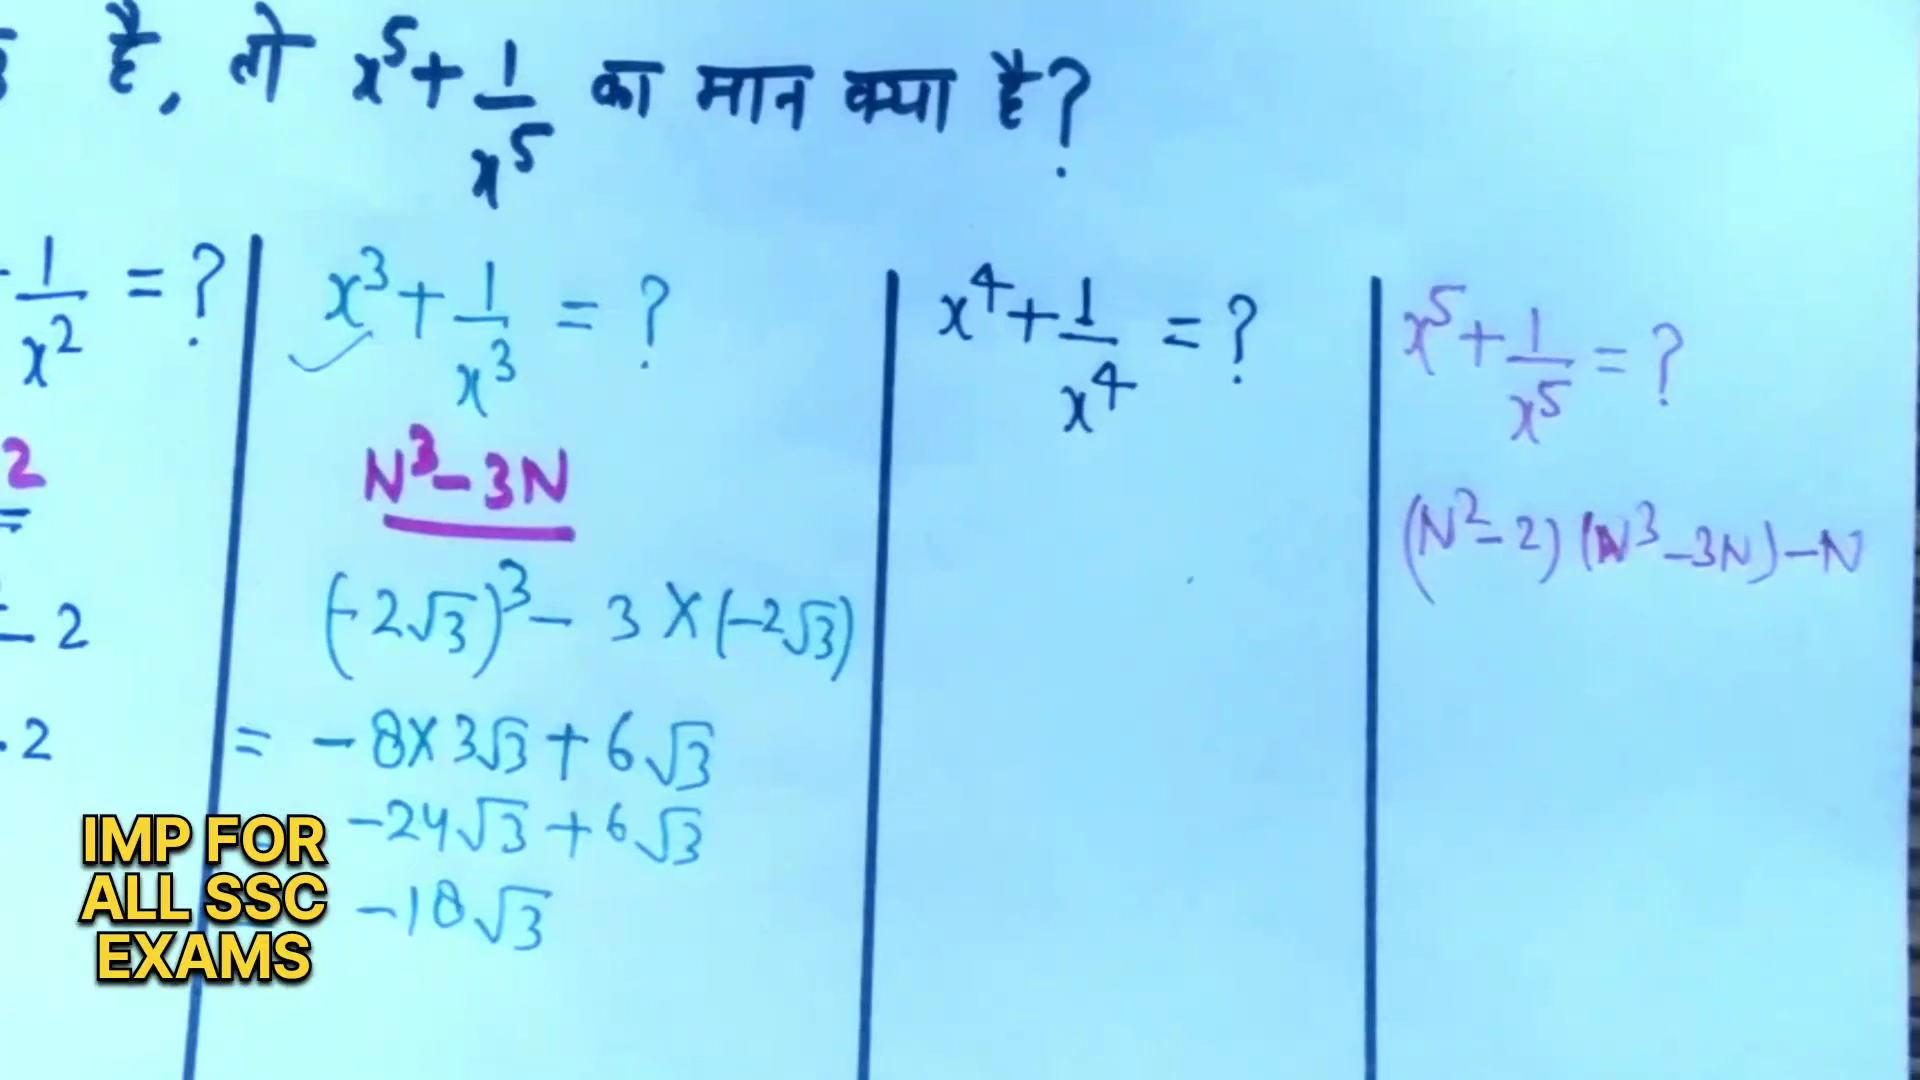 है, तो x⁵ + 1/x⁵ का मान क्या है?
1/x² = ?
2
- 2
2
x³ + 1/x³ = ?
N³ - 3N
(-2√3)³ - 3 × (-2√3)
= -8 × 3√3 + 6√3
-24√3 + 6√3
-18√3
x⁴ + 1/x⁴ = ?
x⁵ + 1/x⁵ = ?
(N² - 2) (N³ - 3N) - N
IMP FOR
ALL SSC
EXAMS